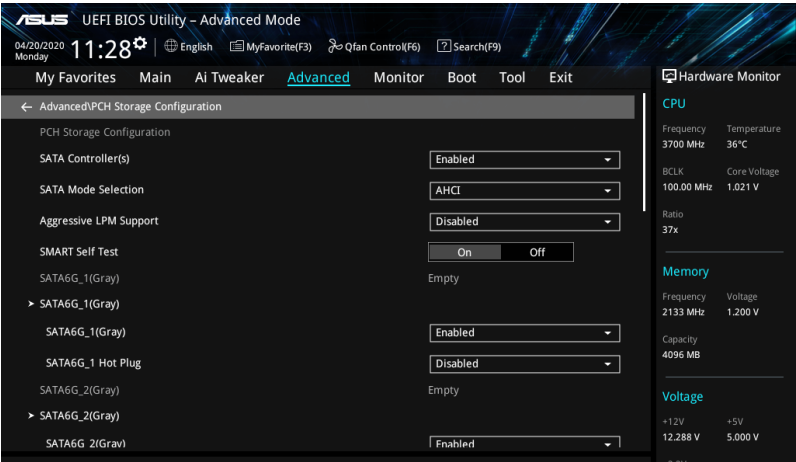 ASUS UEFI BIOS Utility – Advanced Mode
04/20/2020 Monday 11:28 English MyFavorite(F3) Qfan Control(F6) ? Search(F9)
My Favorites Main Ai Tweaker Advanced Monitor Boot Tool Exit
← Advanced\PCH Storage Configuration
PCH Storage Configuration
SATA Controller(s) Enabled
SATA Mode Selection AHCI
Aggressive LPM Support Disabled
SMART Self Test On Off
SATA6G_1(Gray) Empty
> SATA6G_1(Gray)
SATA6G_1(Gray) Enabled
SATA6G_1 Hot Plug Disabled
SATA6G_2(Gray) Empty
> SATA6G_2(Gray)
SATA6G_2(Gray) Enabled
Hardware Monitor
CPU
Frequency Temperature
3700 MHz 36°C
BCLK Core Voltage
100.00 MHz 1.021 V
Ratio
37x
Memory
Frequency Voltage
2133 MHz 1.200 V
Capacity
4096 MB
Voltage
+12V +5V
12.288 V 5.000 V